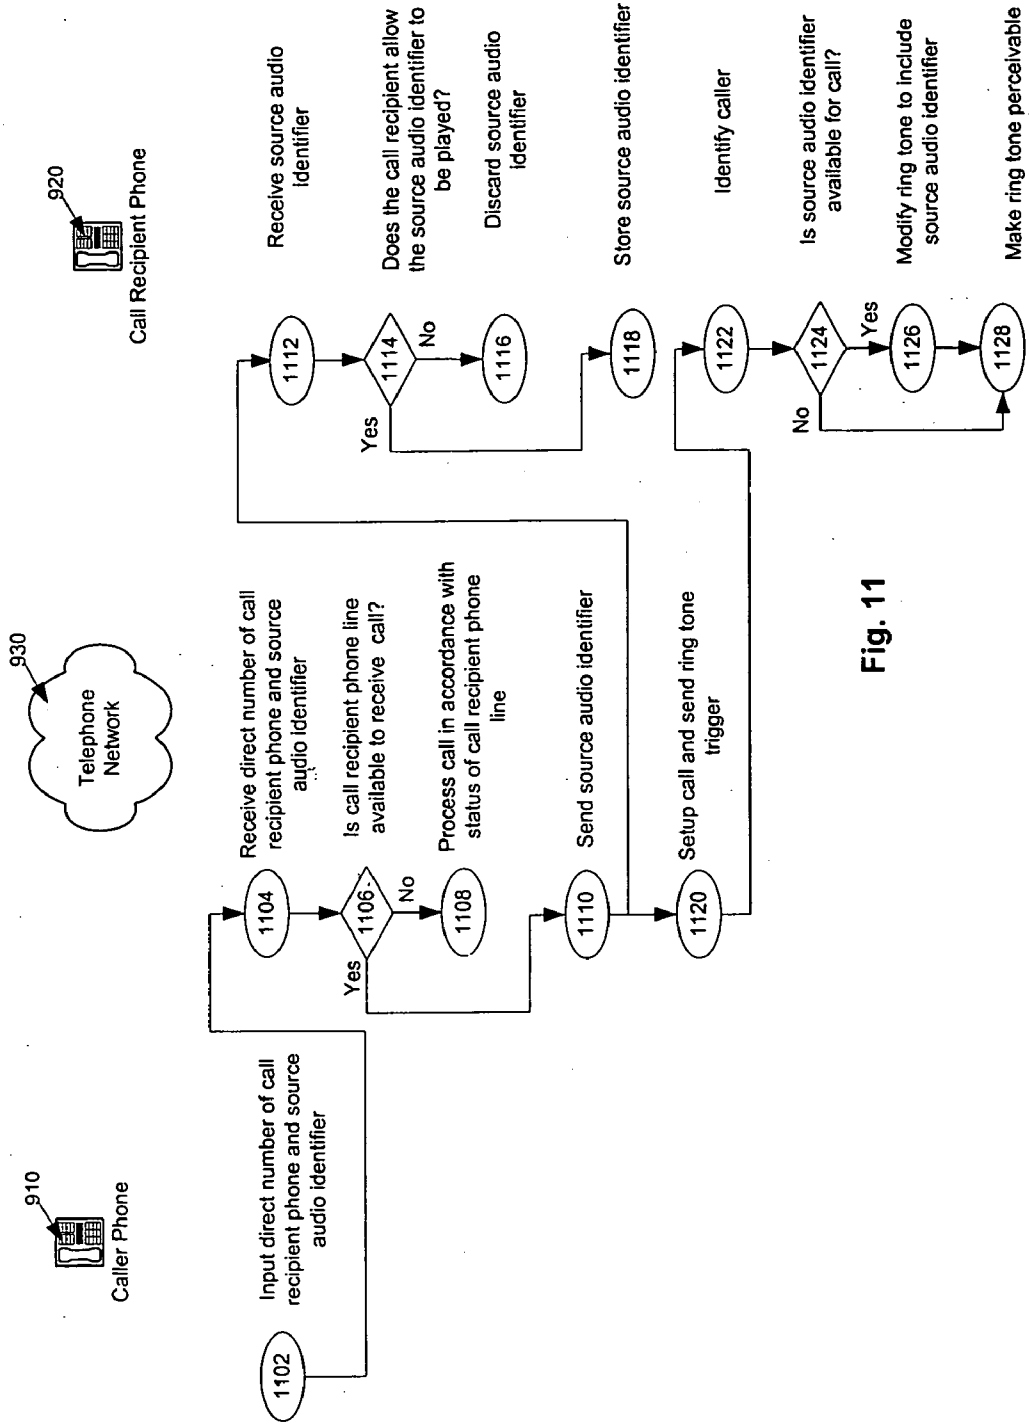 910
Caller Phone
1102
Input direct number of call
recipient phone and source
audio identifier
930
Telephone
Network
1104
Receive direct number of call
recipient phone and source
audio identifier
1106
Is call recipient phone line
available to receive call?
Yes
No
1108
Process call in accordance with
status of call recipient phone
line
1110
Send source audio identifier
1120
Setup call and send ring tone
trigger
920
Call Recipient Phone
1112
Receive source audio
identifier
1114
Does the call recipient allow
the source audio identifier to
be played?
Yes
No
1116
Discard source audio
identifier
1118
Store source audio identifier
1122
Identify caller
1124
Is source audio identifier
available for call?
No
Yes
1126
Modify ring tone to include
source audio identifier
1128
Make ring tone perceivable
Fig. 11